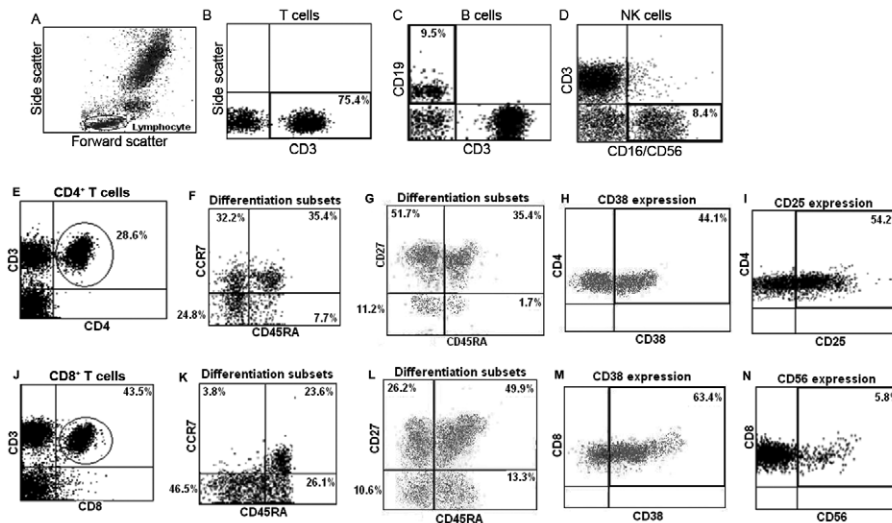 A
Side scatter
Lymphocyte
Forward scatter
B
T cells
Side scatter
75.4%
CD3
C
B cells
9.5%
CD19
CD3
D
NK cells
CD3
8.4%
CD16/CD56
E
CD4⁺ T cells
CD3
28.6%
CD4
F
Differentiation subsets
32.2%
35.4%
CCR7
24.8%
7.7%
CD45RA
G
Differentiation subsets
51.7%
35.4%
CD27
11.2%
1.7%
CD45RA
H
CD38 expression
44.1%
CD4
CD38
I
CD25 expression
54.2
CD4
CD25
J
CD8⁺ T cells
43.5%
CD3
CD8
K
Differentiation subsets
3.8%
23.6%
CCR7
46.5%
26.1%
CD45RA
L
Differentiation subsets
26.2%
49.9%
CD27
10.6%
13.3%
CD45RA
M
CD38 expression
63.4%
CD8
CD38
N
CD56 expression
5.8%
CD8
CD56